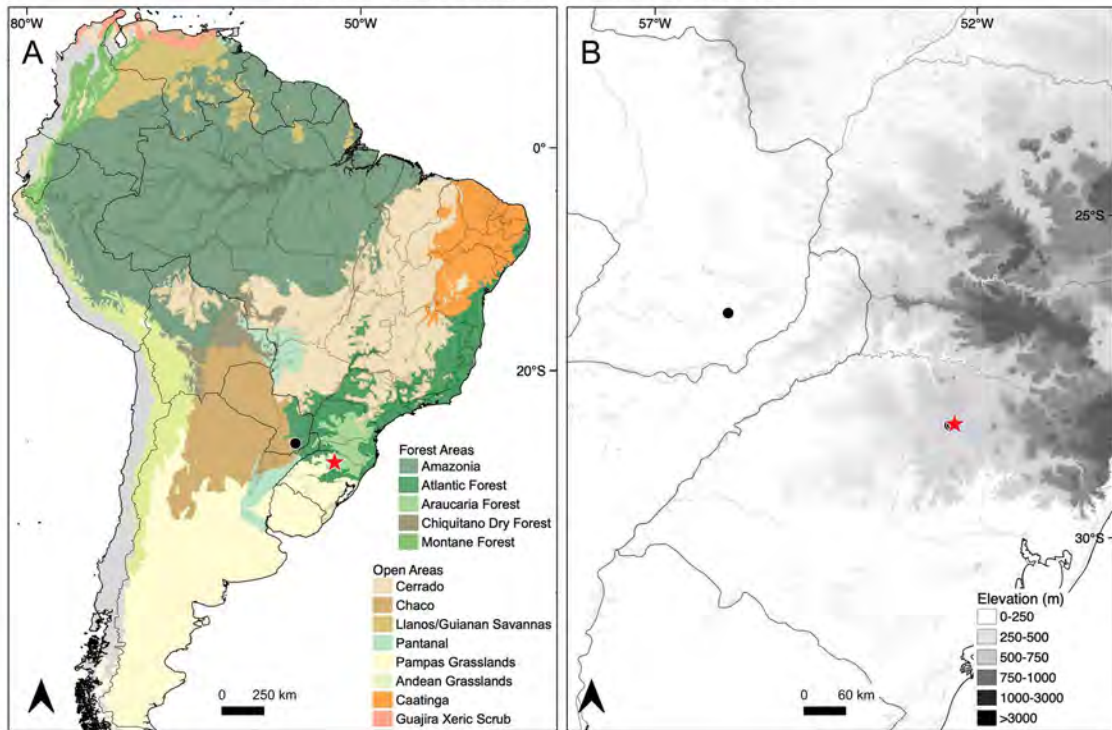 80°W
50°W
A
0°
20°S
Forest Areas
Amazonia
Atlantic Forest
Araucaria Forest
Chiquitano Dry Forest
Montane Forest
Open Areas
Cerrado
Chaco
Llanos/Guianan Savannas
Pantanal
Pampas Grasslands
Andean Grasslands
Caatinga
Guajira Xeric Scrub
0 250 km
57°W
52°W
B
25°S
30°S
Elevation (m)
0-250
250-500
500-750
750-1000
1000-3000
>3000
0 60 km